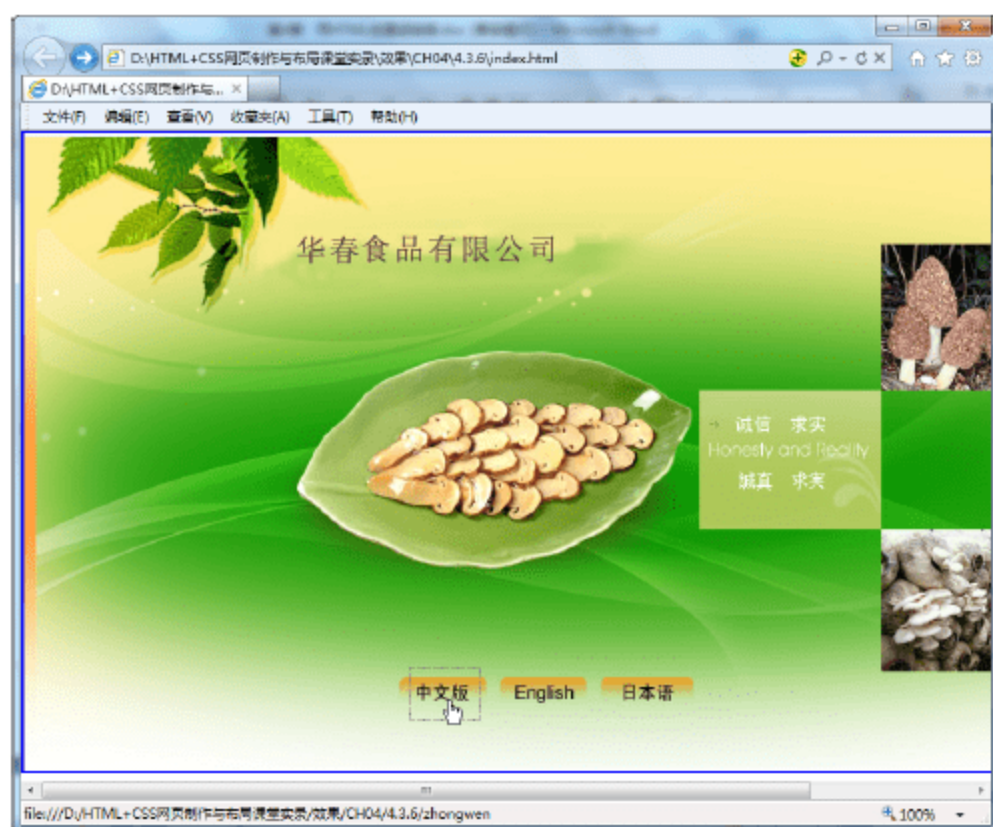 D:\HTML+CSS网页制作与布局课堂实录\效果\CH04\4.3.6\index.html
D:\HTML+CSS网页制作与... ×
文件(F) 编辑(E) 查看(V) 收藏夹(A) 工具(T) 帮助(H)
华春食品有限公司
诚信 求实
Honesty and Reality
誠真 求実
中文版 English 日本语
file:///D:/HTML+CSS网页制作与布局课堂实录/效果/CH04/4.3.6/zhongwen
100%